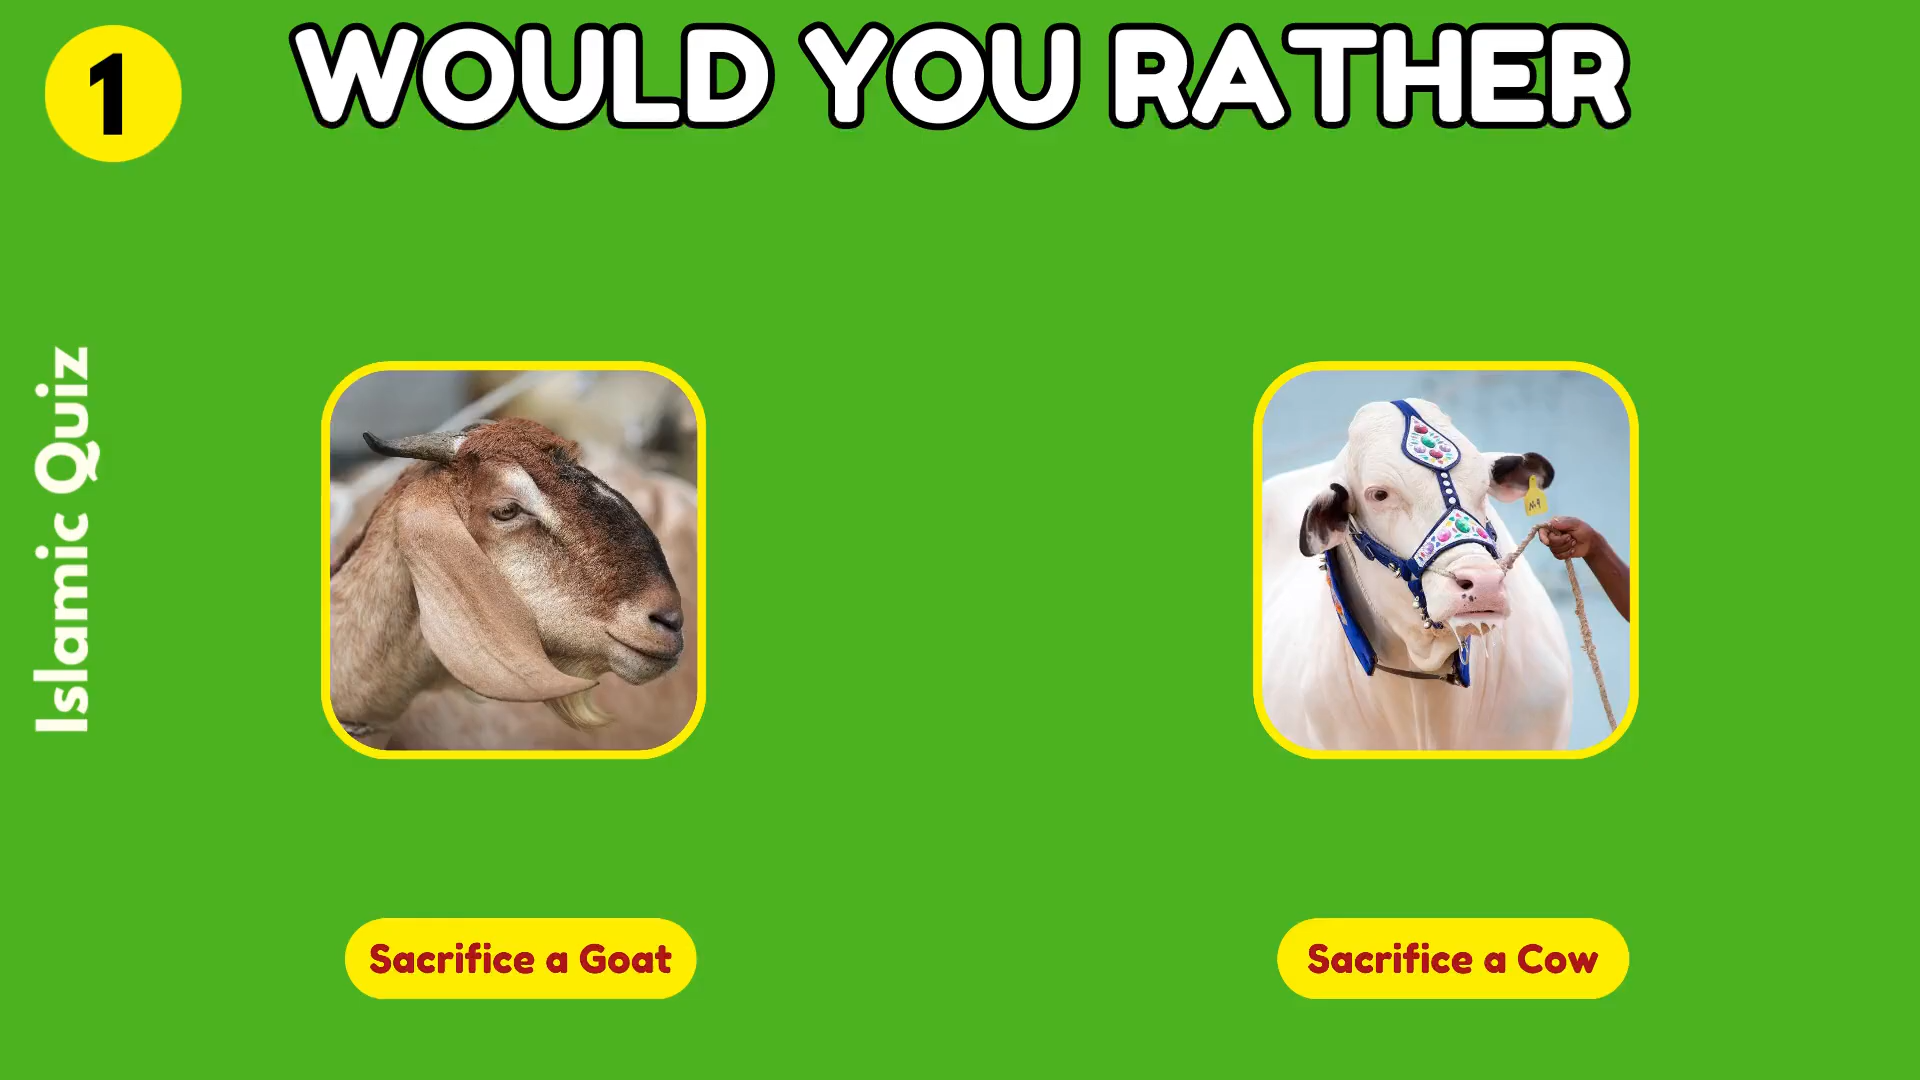 1
WOULD YOU RATHER
Islamic Quiz
Sacrifice a Goat
Sacrifice a Cow